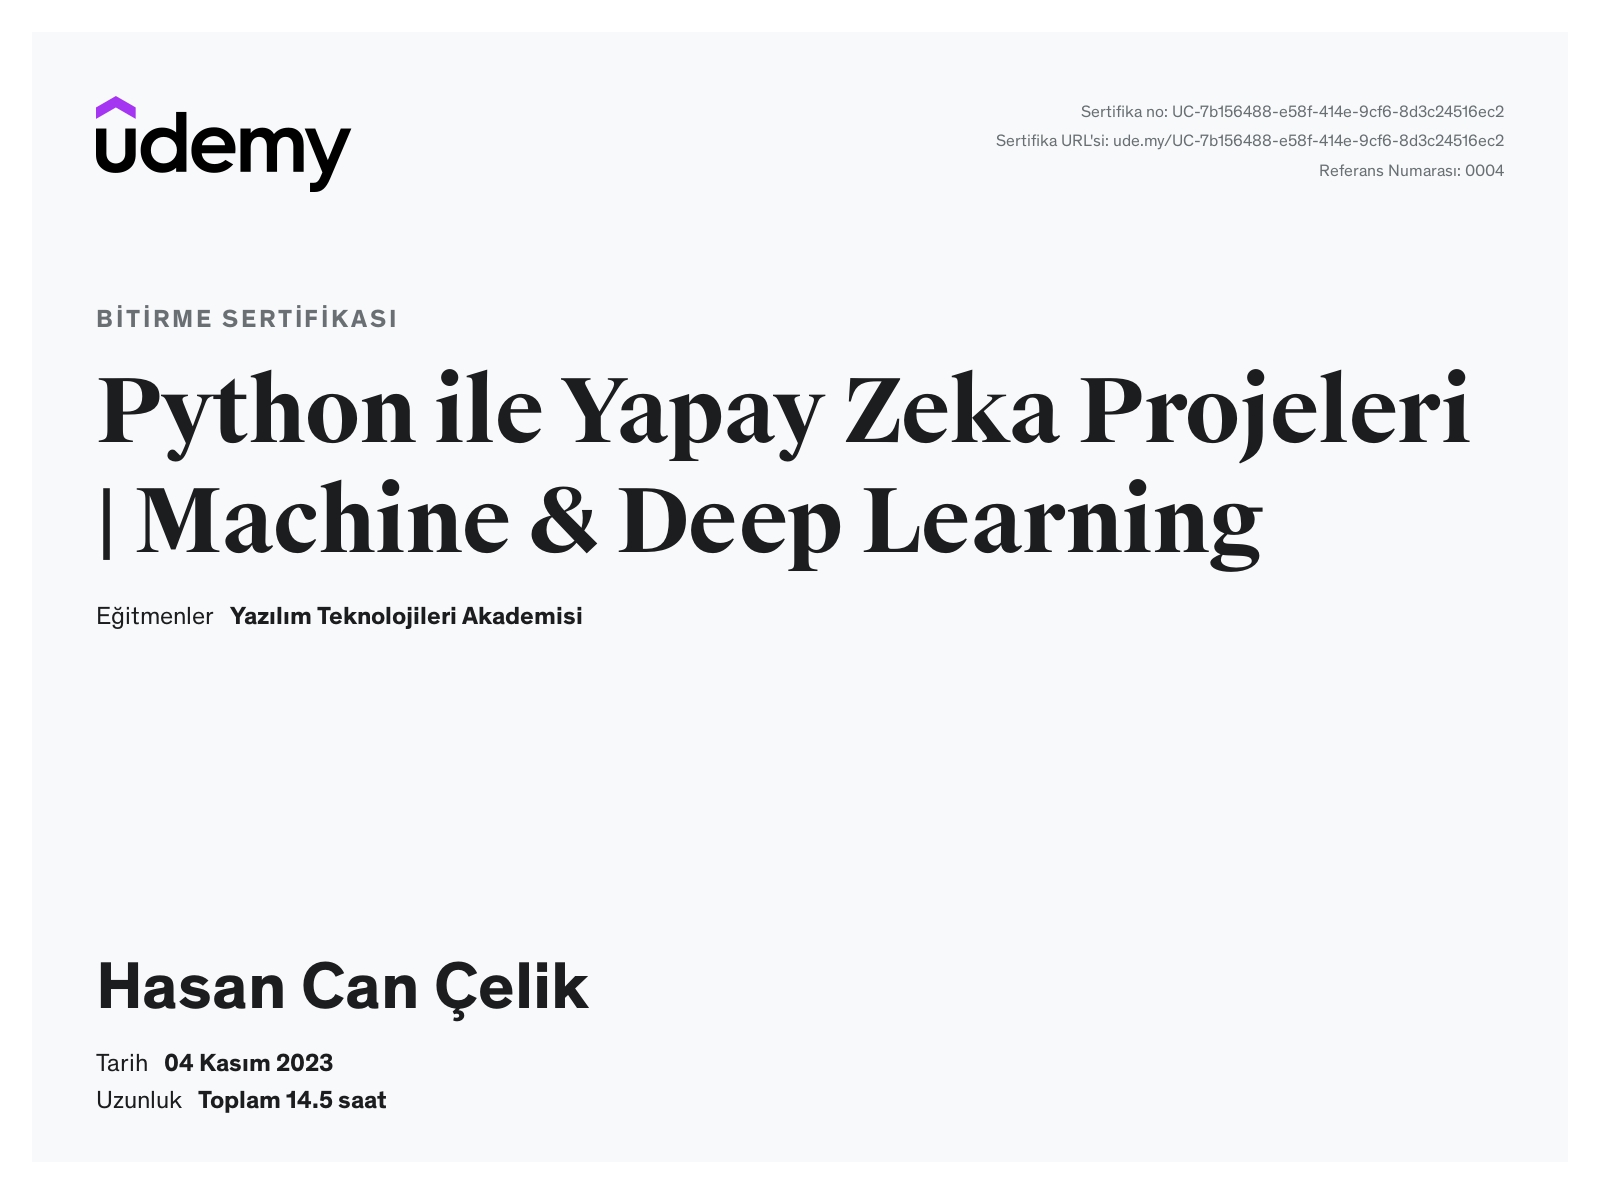 udemy
Sertifika no: UC-7b156488-e58f-414e-9cf6-8d3c24516ec2
Sertifika URL'si: ude.my/UC-7b156488-e58f-414e-9cf6-8d3c24516ec2
Referans Numarası: 0004
BİTİRME SERTİFİKASI
Python ile Yapay Zeka Projeleri
| Machine & Deep Learning
Eğitmenler Yazılım Teknolojileri Akademisi
Hasan Can Çelik
Tarih 04 Kasım 2023
Uzunluk Toplam 14.5 saat